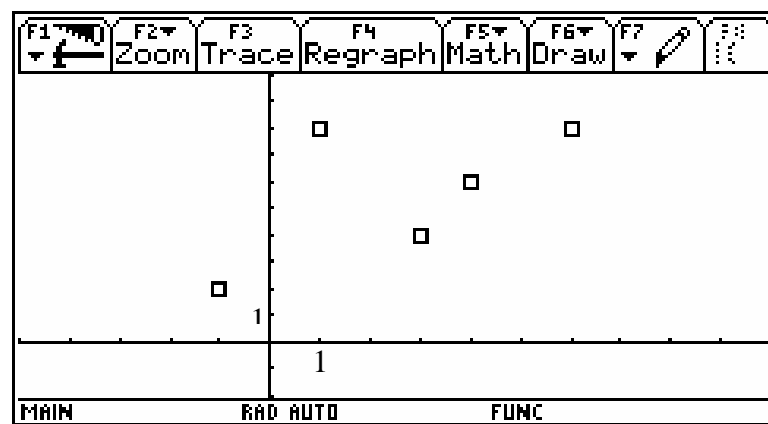 F1 F2 F3 F4 F5 F6 F7
Zoom Trace Regraph Math Draw
1
1
MAIN RAD AUTO FUNC